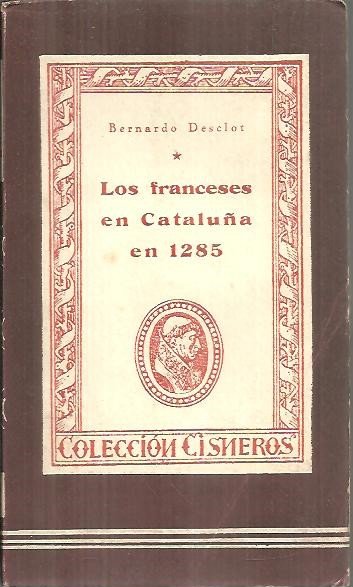 Bernardo Desclot
Los franceses
en Cataluña
en 1285
COLECCIÓN CISNEROS